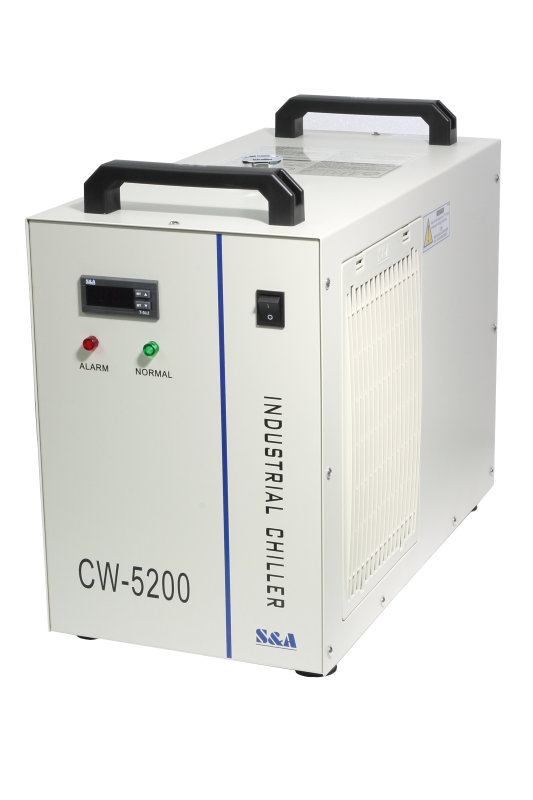 S&A
ALARM
NORMAL
INDUSTRIAL CHILLER
CW-5200
S&A